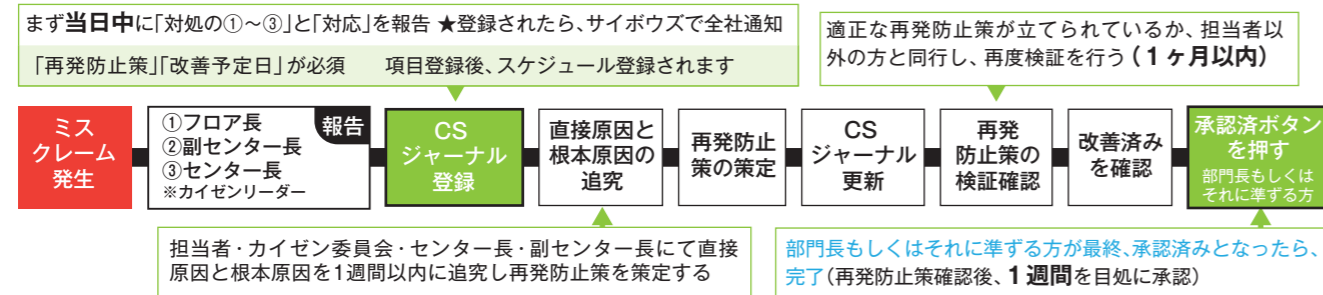 まず当日中に「対処の①～③」と「対応」を報告 ★登録されたら、サイボウズで全社通知
「再発防止策」「改善予定日」が必須　項目登録後、スケジュール登録されます
適正な再発防止策が立てられているか、担当者以
外の方と同行し、再度検証を行う（１ヶ月以内）
ミス
クレーム
発生
①フロア長
②副センター長
③センター長
※カイゼンリーダー
報告
CS
ジャーナル
登録
直接原因と
根本原因の
追究
再発防止
策の策定
CS
ジャーナル
更新
再発
防止策の
検証確認
改善済み
を確認
承認済ボタン
を押す
部門長もしくは
それに準ずる方
担当者・カイゼン委員会・センター長・副センター長にて直接
原因と根本原因を1週間以内に追究し再発防止策を策定する
部門長もしくはそれに準ずる方が最終、承認済みとなったら、
完了（再発防止策確認後、１週間を目処に承認）